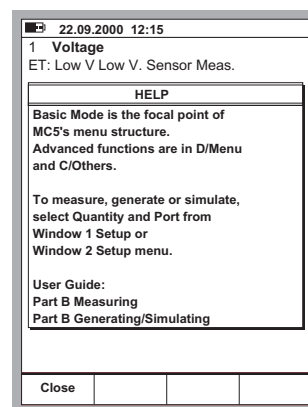 22.09.2000 12:15
1 Voltage
ET: Low V Low V. Sensor Meas.
HELP
Basic Mode is the focal point of
MC5's menu structure.
Advanced functions are in D/Menu
and C/Others.
To measure, generate or simulate,
select Quantity and Port from
Window 1 Setup or
Window 2 Setup menu.
User Guide:
Part B Measuring
Part B Generating/Simulating
Close